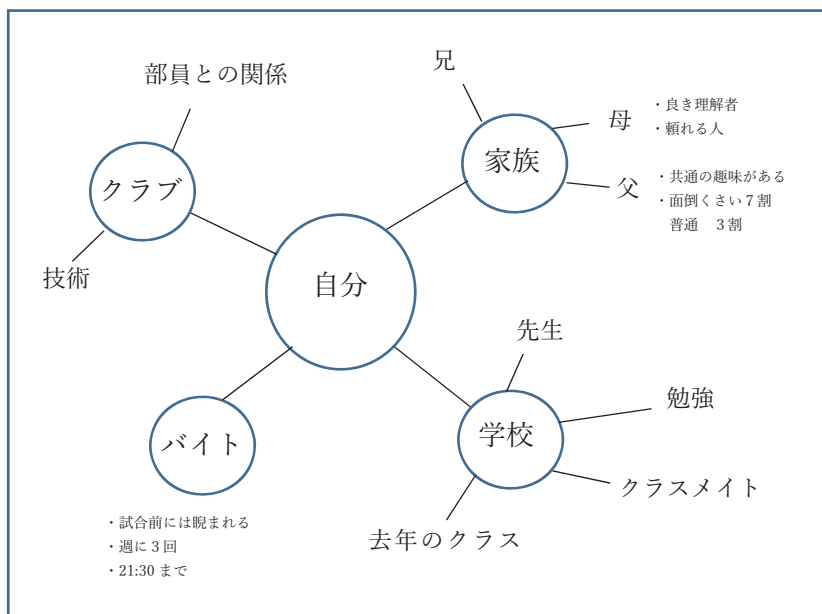 部員との関係
クラブ
技術
兄
家族
母
・良き理解者
・頼れる人
父
・共通の趣味がある
・面倒くさい７割
普通　３割
自分
バイト
・試合前には睨まれる
・週に３回
・21:30 まで
先生
学校
勉強
クラスメイト
去年のクラス